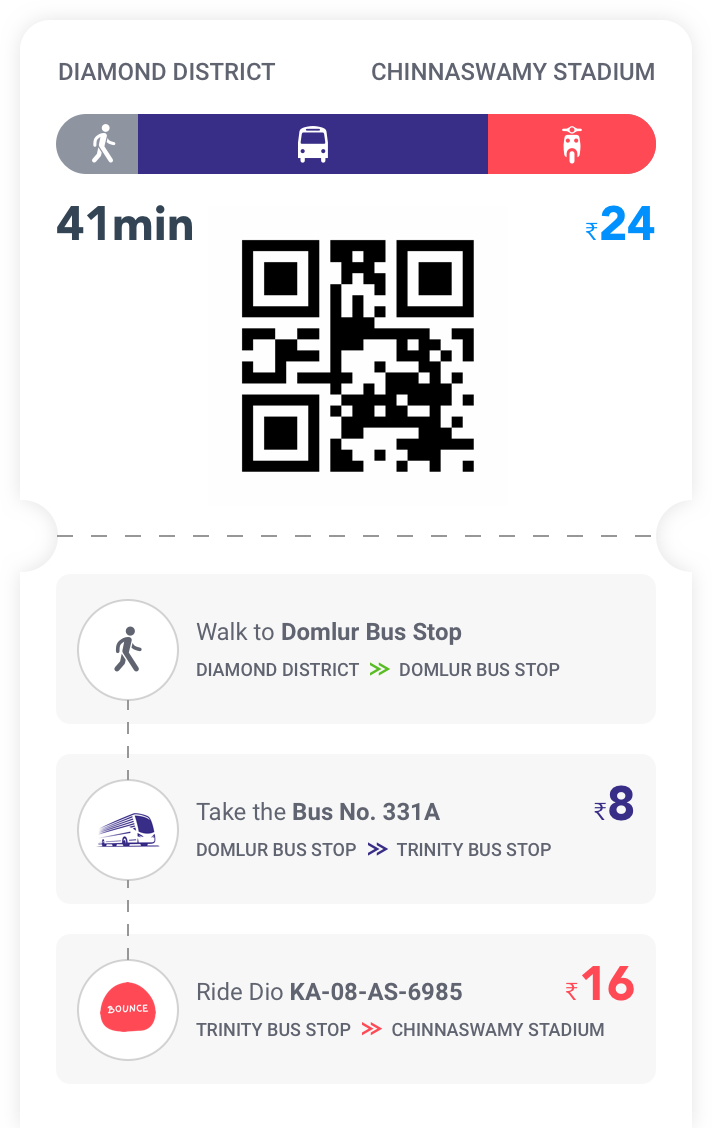 DIAMOND DISTRICT CHINNASWAMY STADIUM
41min ₹24
Walk to Domlur Bus Stop
DIAMOND DISTRICT >> DOMLUR BUS STOP
Take the Bus No. 331A ₹8
DOMLUR BUS STOP >> TRINITY BUS STOP
BOUNCE
Ride Dio KA-08-AS-6985 ₹16
TRINITY BUS STOP >> CHINNASWAMY STADIUM